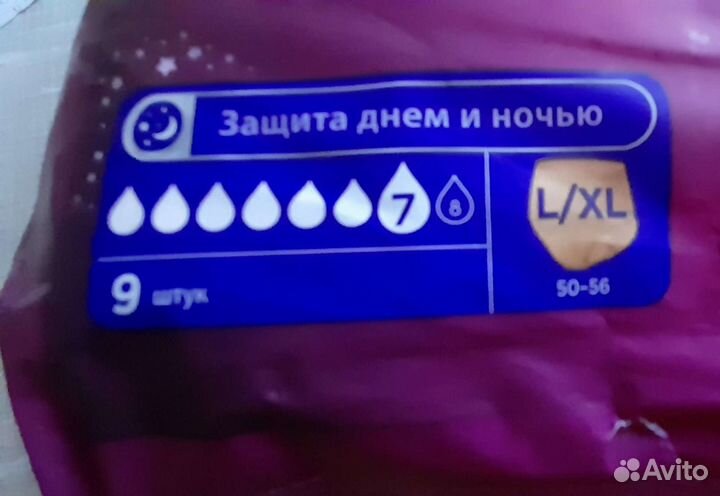 Защита днем и ночью
7 8
L/XL
9 штук
50-56
Avito